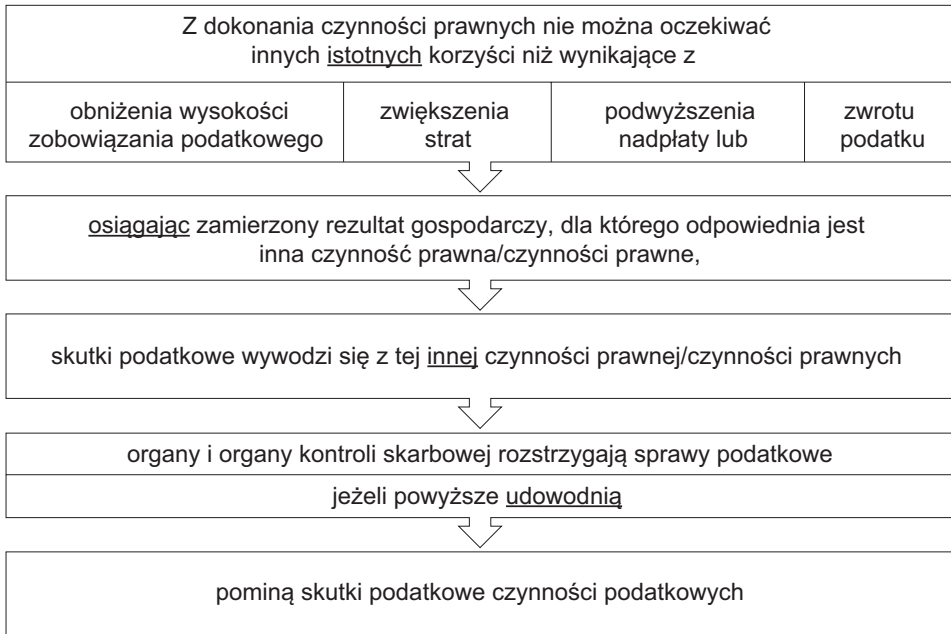 Z dokonania czynności prawnych nie można oczekiwać
innych istotnych korzyści niż wynikające z
obniżenia wysokości
zobowiązania podatkowego
zwiększenia
strat
podwyższenia
nadpłaty lub
zwrotu
podatku
osiągając zamierzony rezultat gospodarczy, dla którego odpowiednia jest
inna czynność prawna/czynności prawne,
skutki podatkowe wywodzi się z tej innej czynności prawnej/czynności prawnych
organy i organy kontroli skarbowej rozstrzygają sprawy podatkowe
jeżeli powyższe udowodnią
pominą skutki podatkowe czynności podatkowych